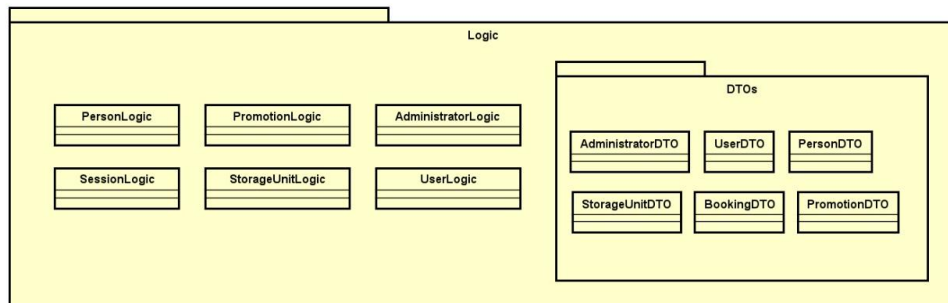 Logic
DTOs
PersonLogic
PromotionLogic
AdministratorLogic
SessionLogic
StorageUnitLogic
UserLogic
AdministratorDTO
UserDTO
PersonDTO
StorageUnitDTO
BookingDTO
PromotionDTO